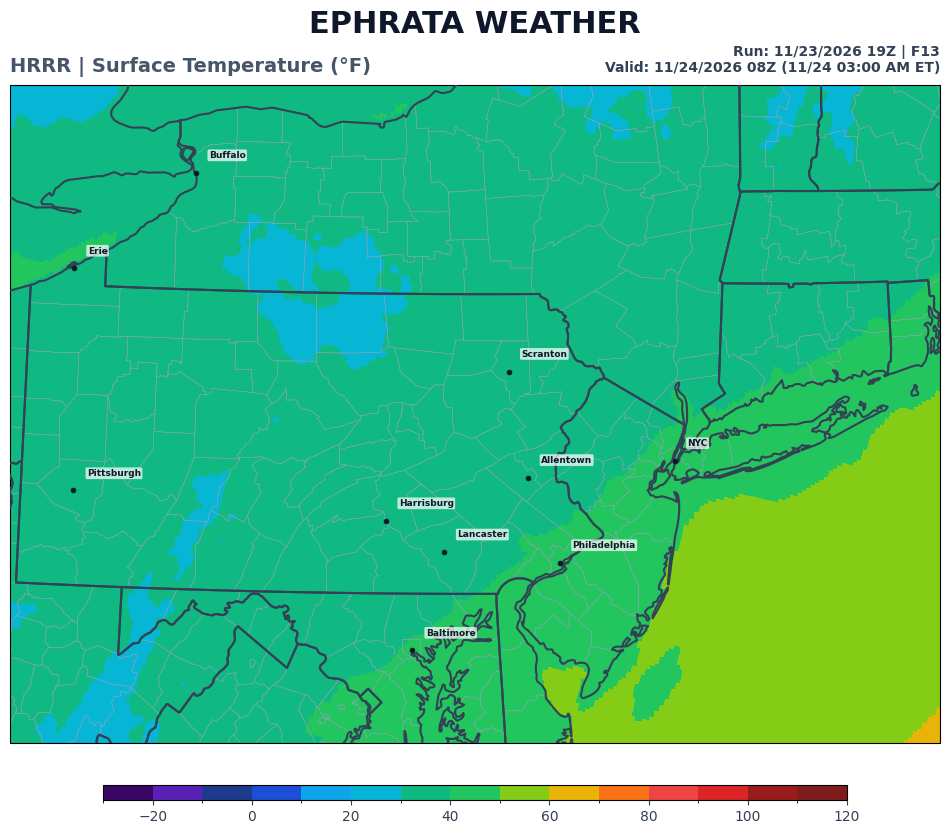 EPHRATA WEATHER
HRRR | Surface Temperature (°F)
Run: 11/23/2026 19Z | F13
Valid: 11/24/2026 08Z (11/24 03:00 AM ET)
Buffalo
Erie
Scranton
NYC
Allentown
Pittsburgh
Harrisburg
Lancaster
Philadelphia
Baltimore
−20 0 20 40 60 80 100 120